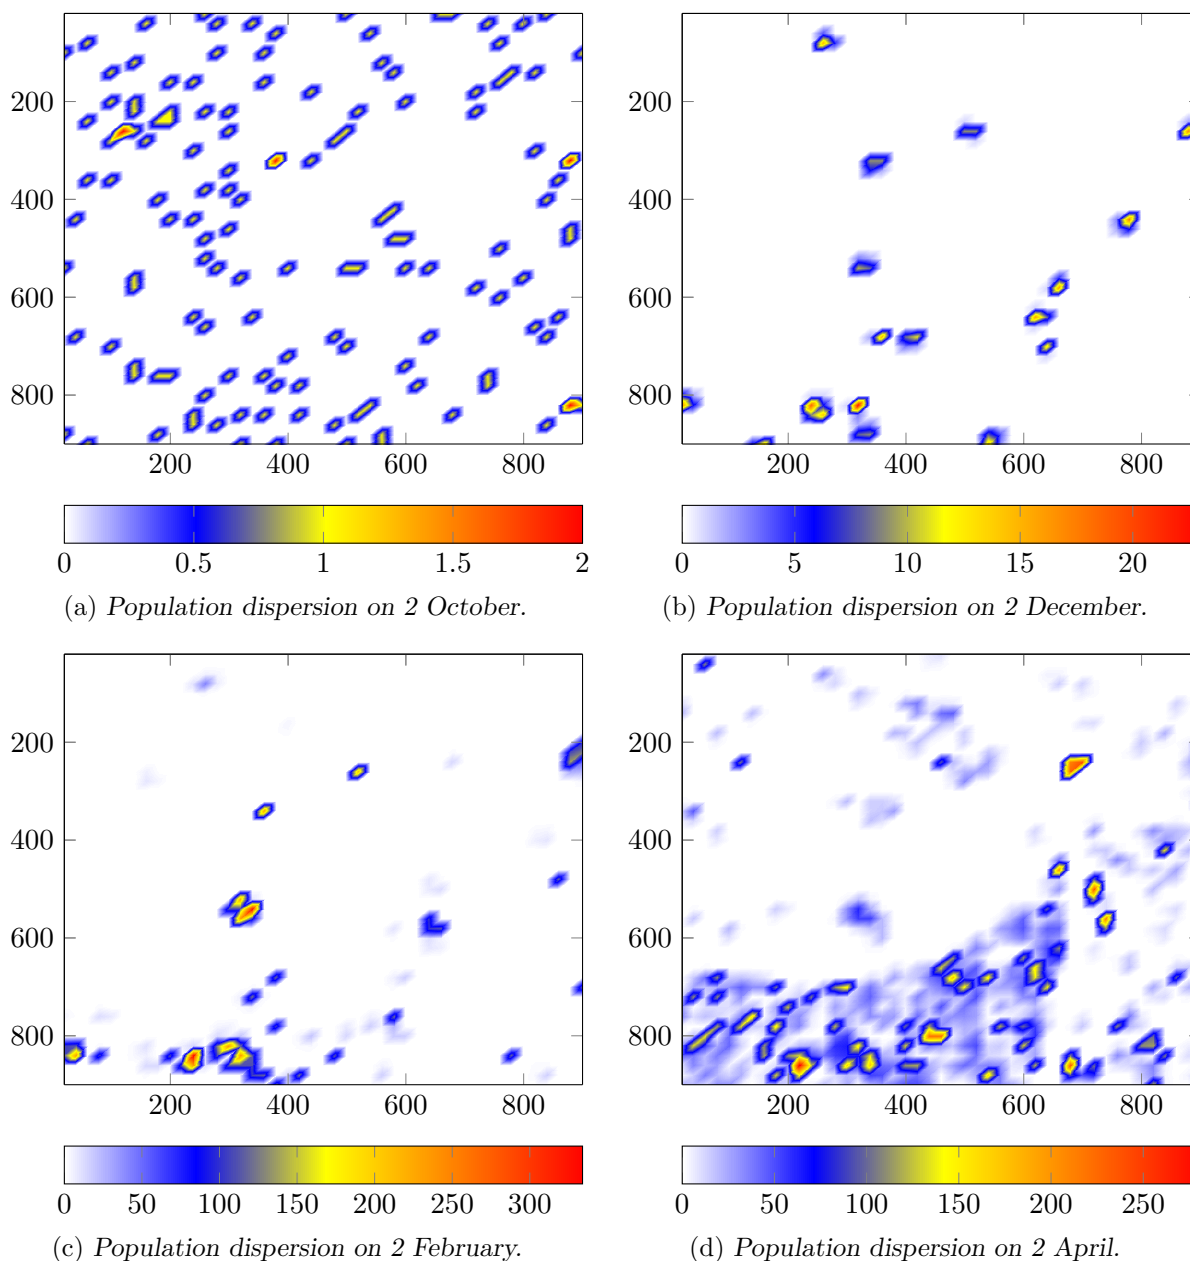 200
400
600
800
200 400 600 800
0 0.5 1 1.5 2
(a) Population dispersion on 2 October.
200
400
600
800
200 400 600 800
0 5 10 15 20
(b) Population dispersion on 2 December.
200
400
600
800
200 400 600 800
0 50 100 150 200 250 300
(c) Population dispersion on 2 February.
200
400
600
800
200 400 600 800
0 50 100 150 200 250
(d) Population dispersion on 2 April.